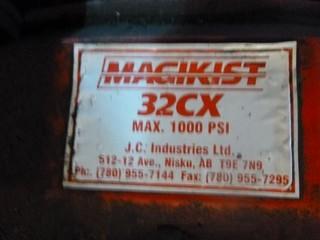 MAGIKIST
32CX
MAX. 1000 PSI
J.C. Industries Ltd.
512-12 Ave., Nisku, AB T9E 7N9
Ph: (780) 955-7144 Fax: (780) 955-7295